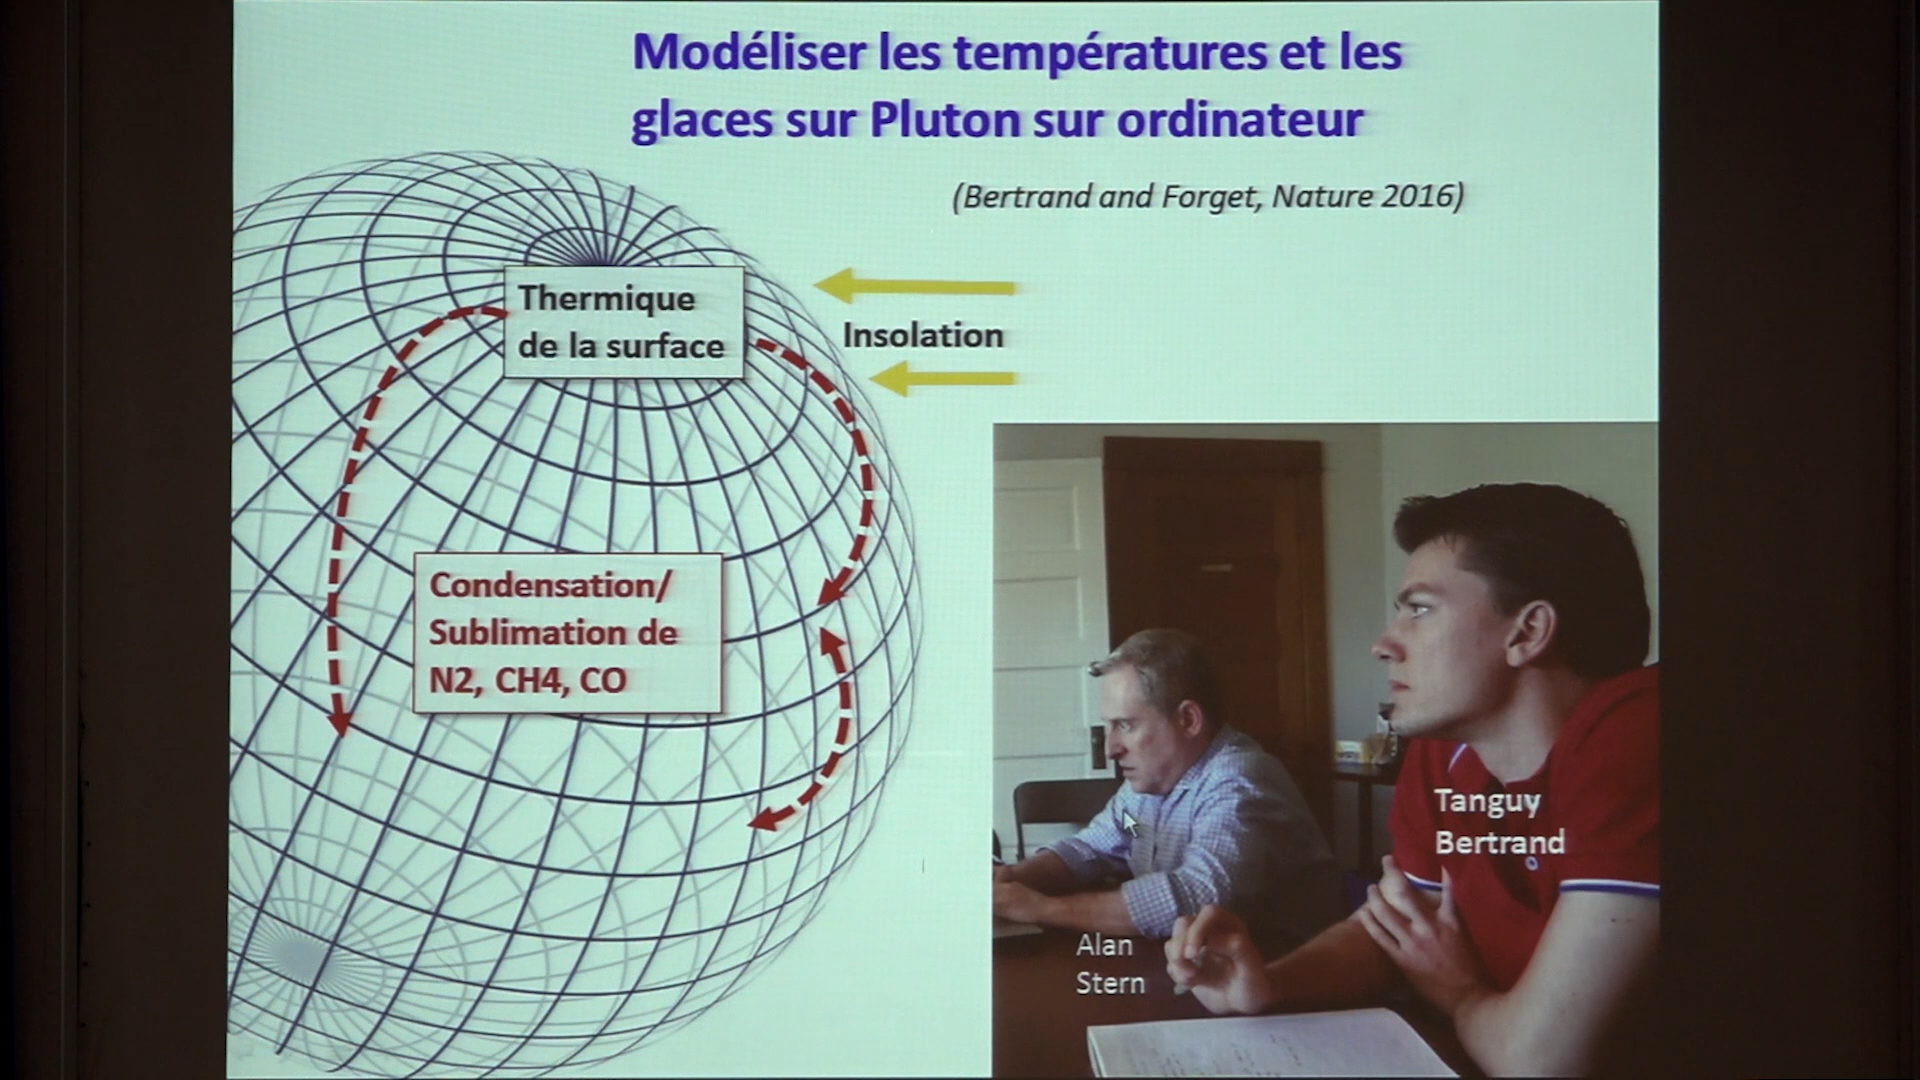 Modéliser les températures et les
glaces sur Pluton sur ordinateur
(Bertrand and Forget, Nature 2016)
Thermique
de la surface
Insolation
Condensation/
Sublimation de
N2, CH4, CO
Tanguy
Bertrand
Alan
Stern